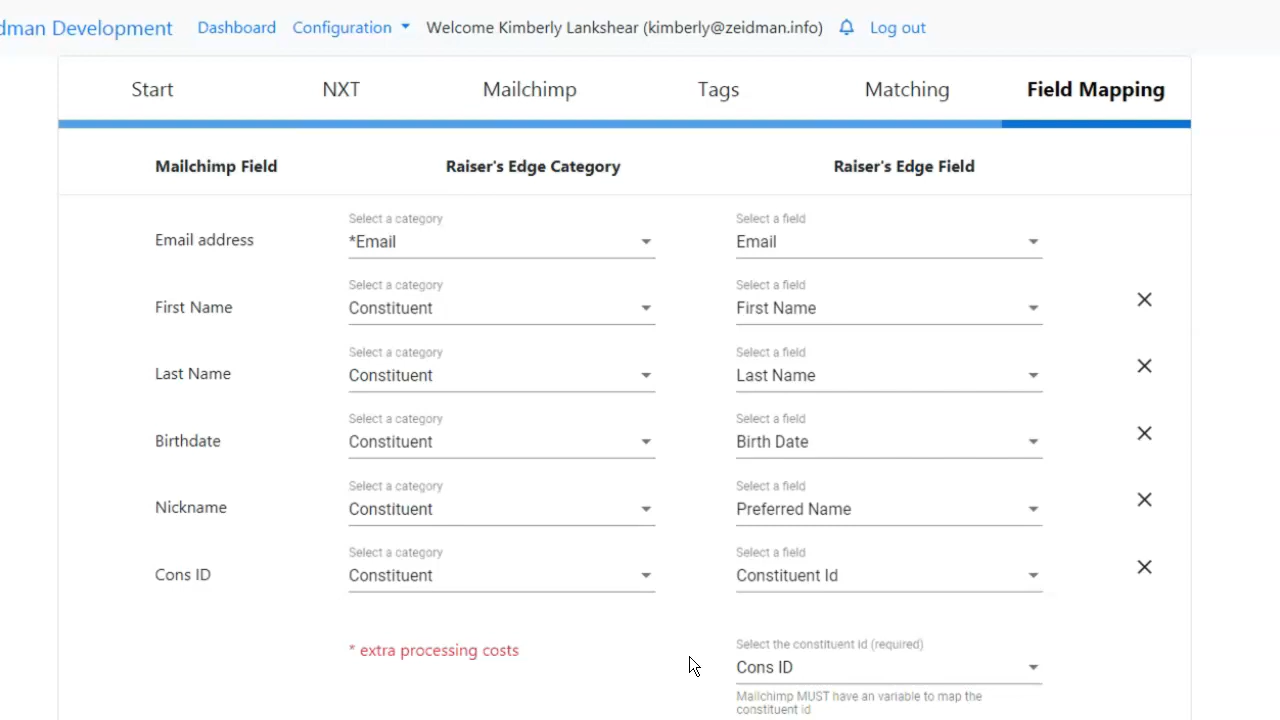 dman Development Dashboard Configuration Welcome Kimberly Lankshear (kimberly@zeidman.info) Log out
Start NXT Mailchimp Tags Matching Field Mapping
Mailchimp Field Raiser's Edge Category Raiser's Edge Field
Select a category Select a field
Email address *Email Email
Select a category Select a field
First Name Constituent First Name
Select a category Select a field
Last Name Constituent Last Name
Select a category Select a field
Birthdate Constituent Birth Date
Select a category Select a field
Nickname Constituent Preferred Name
Select a category Select a field
Cons ID Constituent Constituent Id
Select the constituent id (required)
* extra processing costs Cons ID
Mailchimp MUST have an variable to map the
constituent id